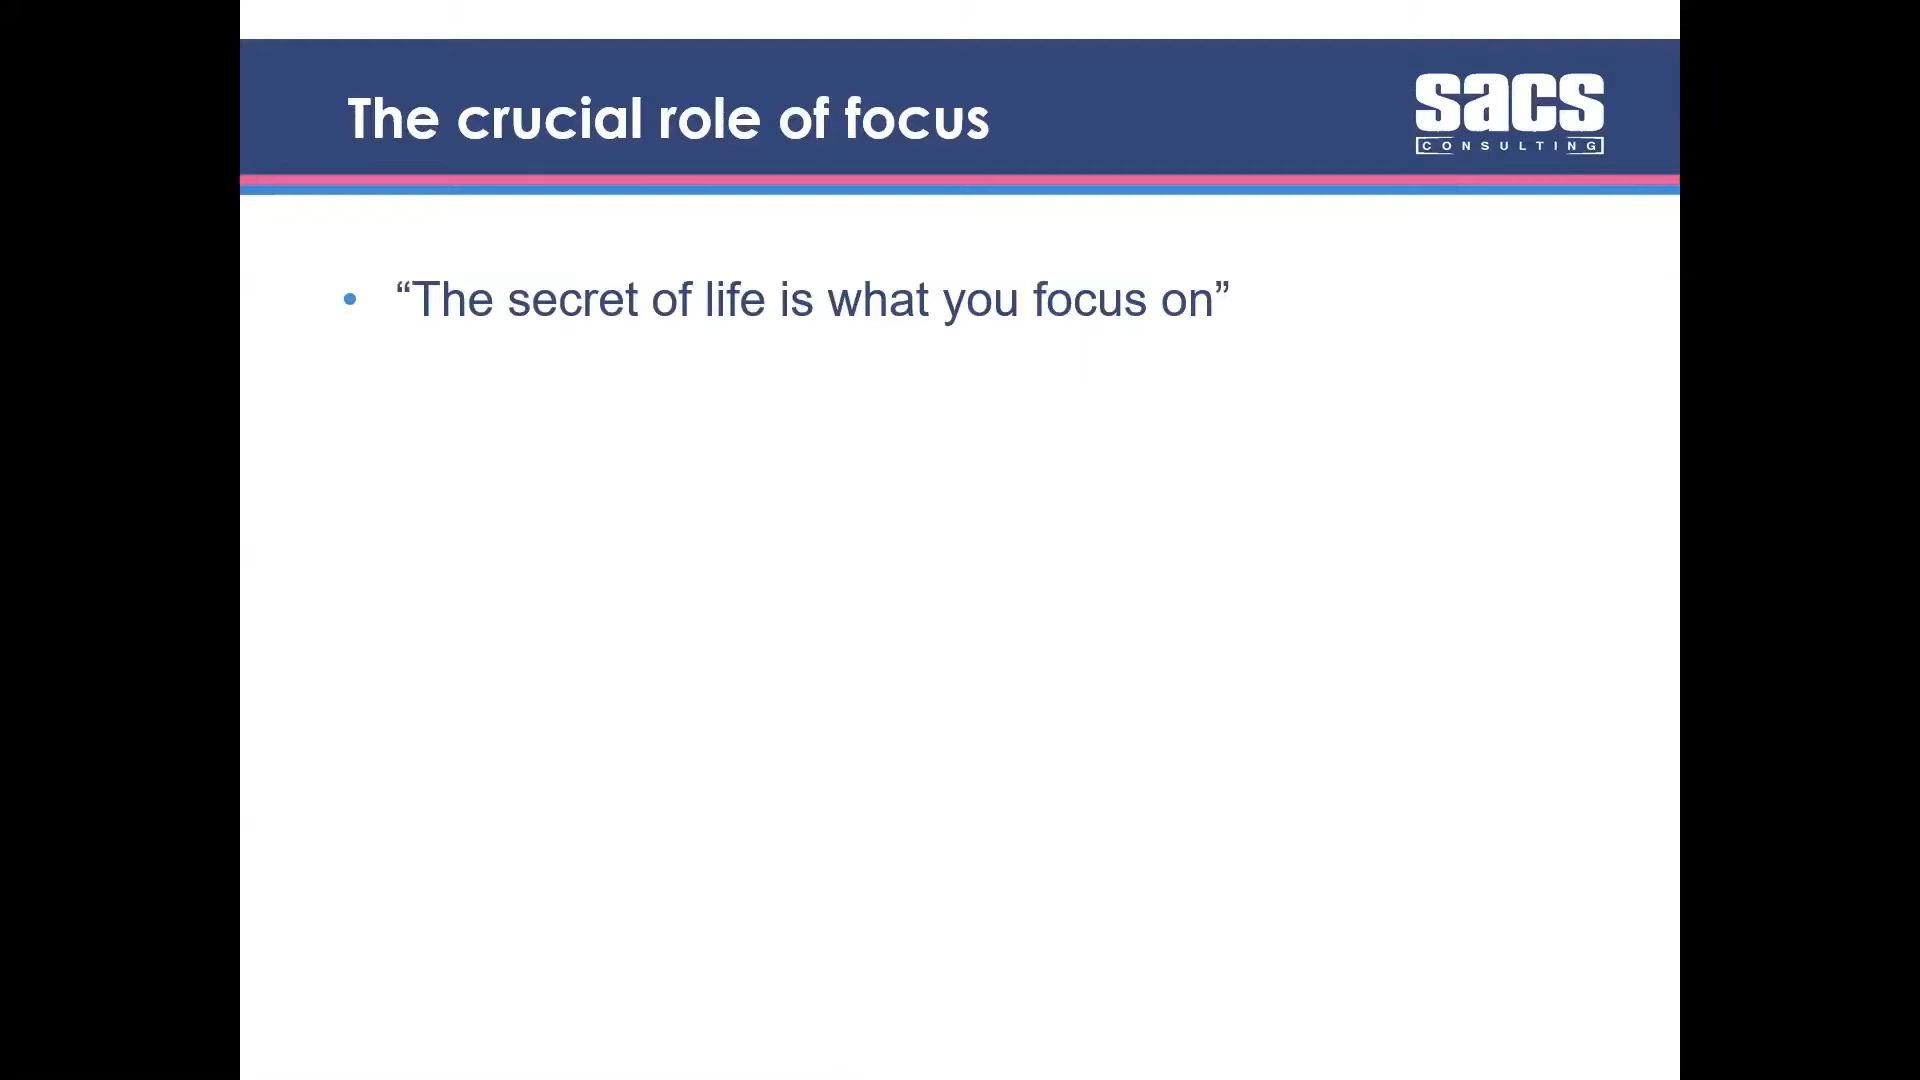 The crucial role of focus
sacs
CONSULTING
• “The secret of life is what you focus on”